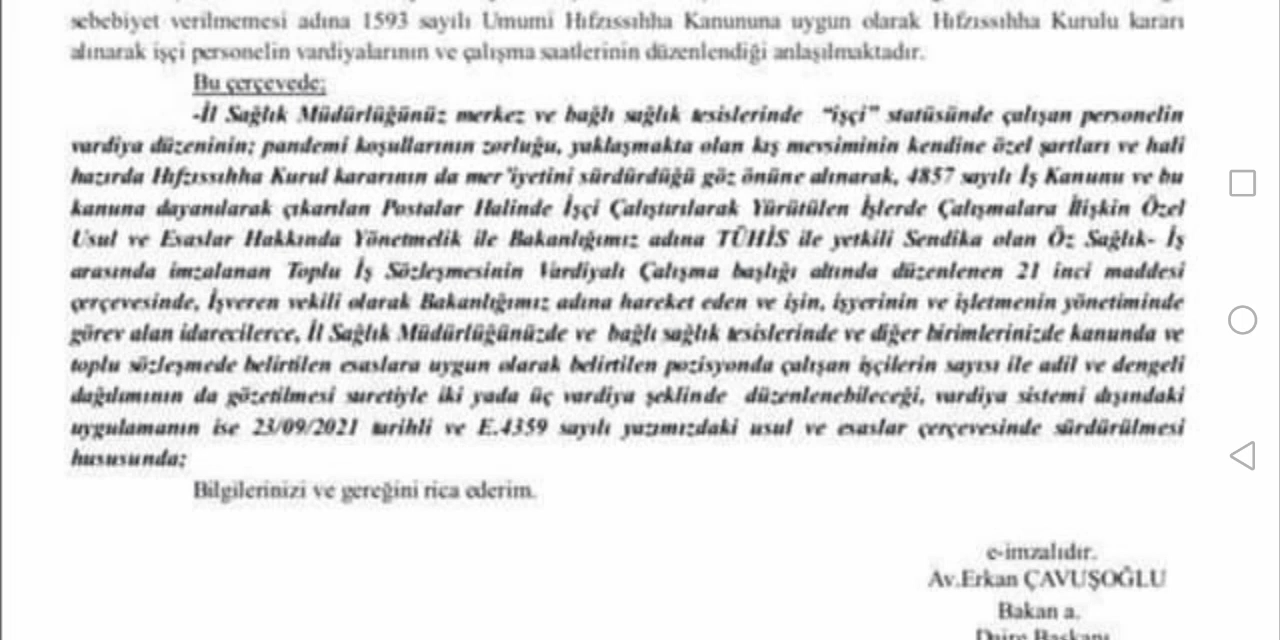 sebebiyet verilmemesi adına 1593 sayılı Umumi Hıfzıssıhha Kanununa uygun olarak Hıfzıssıhha Kurulu kararı
alınarak işçi personelin vardiyalarının ve çalışma saatlerinin düzenlendiği anlaşılmaktadır.
Bu çerçevede;
-İl Sağlık Müdürlüğünüz merkez ve bağlı sağlık tesislerinde “işçi” statüsünde çalışan personelin
vardiya düzeninin; pandemi koşullarının zorluğu, yaklaşmakta olan kış mevsiminin kendine özel şartları ve hali
hazırda Hıfzıssıhha Kurul kararının da mer'iyetini sürdürdüğü göz önüne alınarak, 4857 sayılı İş Kanunu ve bu
kanuna dayanılarak çıkarılan Postalar Halinde İşçi Çalıştırılarak Yürütülen İşlerde Çalışmalara İlişkin Özel
Usul ve Esaslar Hakkında Yönetmelik ile Bakanlığımız adına TÜHİS ile yetkili Sendika olan Öz Sağlık- İş
arasında imzalanan Toplu İş Sözleşmesinin Vardiyalı Çalışma başlığı altında düzenlenen 21 inci maddesi
çerçevesinde, İşveren vekili olarak Bakanlığımız adına hareket eden ve işin, işyerinin ve işletmenin yönetiminde
görev alan idarecilerce, İl Sağlık Müdürlüğünüzde ve bağlı sağlık tesislerinde ve diğer birimlerinizde kanunda ve
toplu sözleşmede belirtilen esaslara uygun olarak belirtilen pozisyonda çalışan işçilerin sayısı ile adil ve dengeli
dağılımının da gözetilmesi suretiyle iki yada üç vardiya şeklinde düzenlenebileceği, vardiya sistemi dışındaki
uygulamanın ise 23/09/2021 tarihli ve E.4359 sayılı yazımızdaki usul ve esaslar çerçevesinde sürdürülmesi
hususunda;
Bilgilerinizi ve gereğini rica ederim.
e-imzalıdır.
Av.Erkan ÇAVUŞOĞLU
Bakan a.
Daire Başkanı